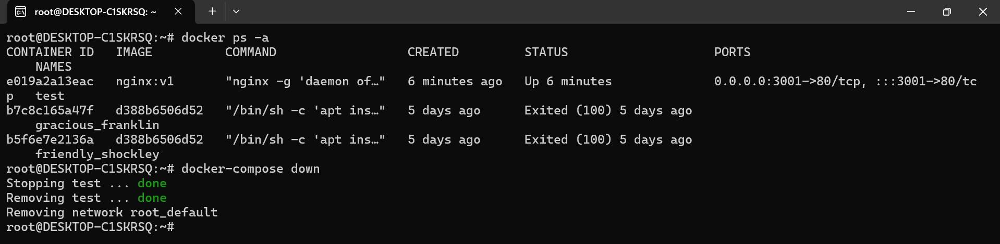 root@DESKTOP-C1SKRSQ: ~
root@DESKTOP-C1SKRSQ:~# docker ps -a
CONTAINER ID   IMAGE          COMMAND                  CREATED         STATUS                    PORTS
    NAMES
e019a2a13eac   nginx:v1       "nginx -g 'daemon of…"   6 minutes ago   Up 6 minutes              0.0.0.0:3001->80/tcp, :::3001->80/tc
p   test
b7c8c165a47f   d388b6506d52   "/bin/sh -c 'apt ins…"   5 days ago      Exited (100) 5 days ago
    gracious_franklin
b5f6e7e2136a   d388b6506d52   "/bin/sh -c 'apt ins…"   5 days ago      Exited (100) 5 days ago
    friendly_shockley
root@DESKTOP-C1SKRSQ:~# docker-compose down
Stopping test ... done
Removing test ... done
Removing network root_default
root@DESKTOP-C1SKRSQ:~#